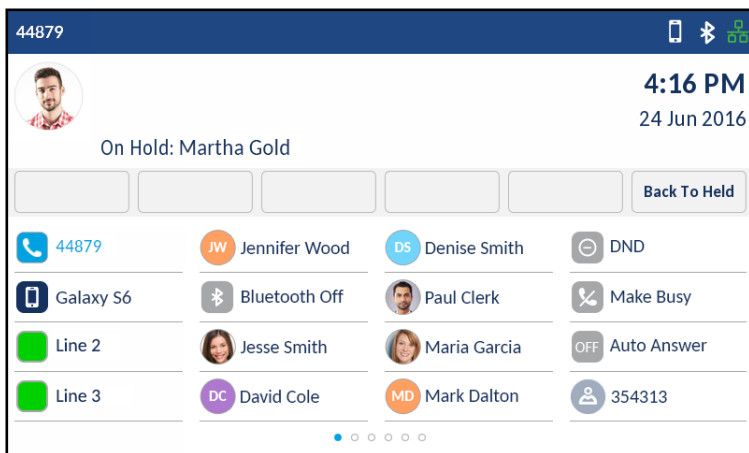 44879
4:16 PM
24 Jun 2016
On Hold: Martha Gold
Back To Held
44879
JW Jennifer Wood
DS Denise Smith
DND
Galaxy S6
Bluetooth Off
Paul Clerk
Make Busy
Line 2
Jesse Smith
Maria Garcia
OFF Auto Answer
Line 3
DC David Cole
MD Mark Dalton
354313